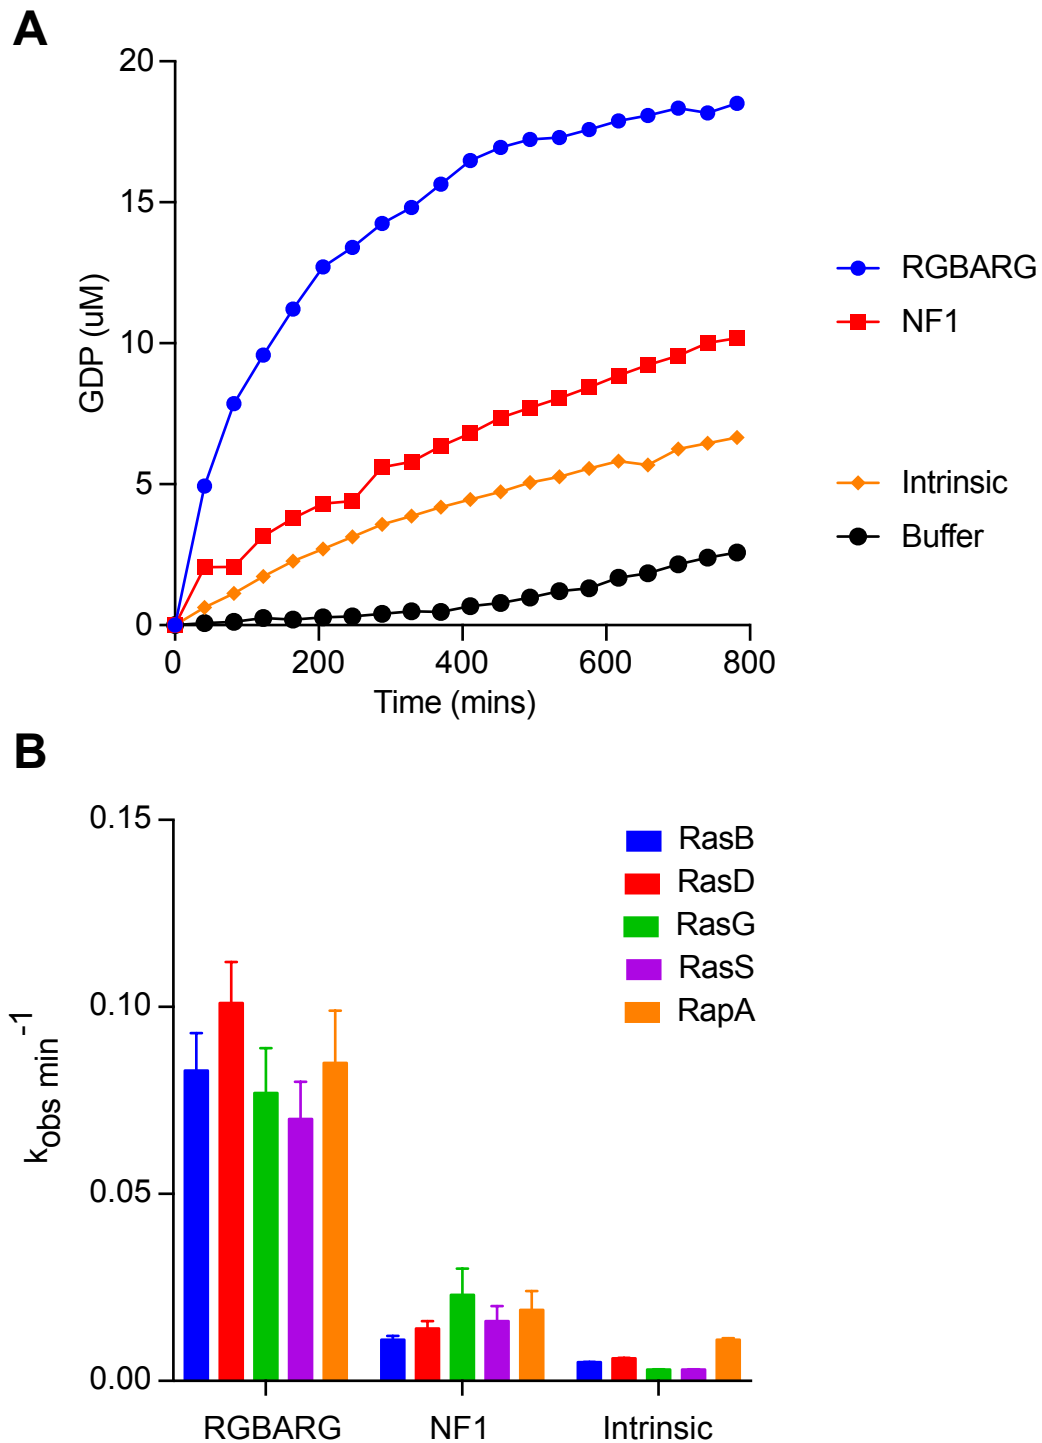 A
20
15
10
5
0
GDP (uM)
0 200 400 600 800
Time (mins)
RGBARG
NF1
Intrinsic
Buffer
B
0.15
0.10
0.05
0.00
kobs min-1
RasB
RasD
RasG
RasS
RapA
RGBARG NF1 Intrinsic